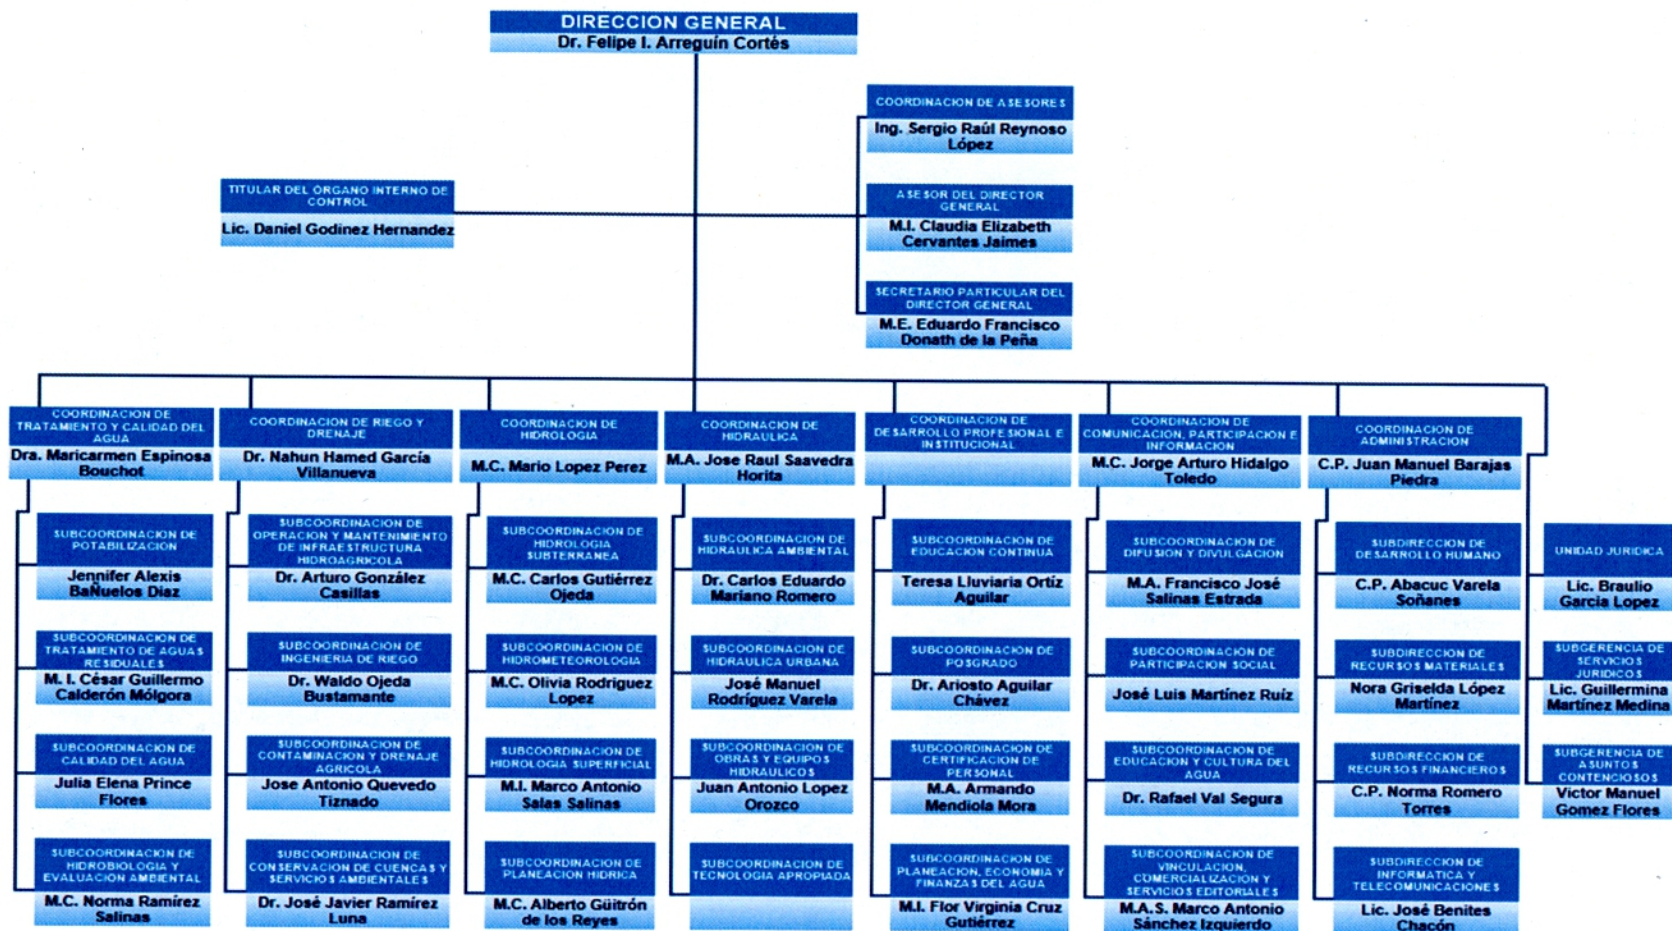 DIRECCION GENERAL
Dr. Felipe I. Arreguín Cortés
COORDINACION DE ASESORES
Ing. Sergio Raúl Reynoso
López
TITULAR DEL ÓRGANO INTERNO DE
CONTROL
Lic. Daniel Godinez Hernandez
ASESOR DEL DIRECTOR
GENERAL
M.I. Claudia Elizabeth
Cervantes Jaimes
SECRETARIO PARTICULAR DEL
DIRECTOR GENERAL
M.E. Eduardo Francisco
Donath de la Peña
COORDINACION DE
TRATAMIENTO Y CALIDAD DEL
AGUA
Dra. Maricarmen Espinosa
Bouchot
SUBCOORDINACION DE
POTABILIZACION
Jennifer Alexis
BaÑuelos Diaz
SUBCOORDINACION DE
TRATAMIENTO DE AGUAS
RESIDUALES
M. I. César Guillermo
Calderón Mólgora
SUBCOORDINACION DE
CALIDAD DEL AGUA
Julia Elena Prince
Flores
SUBCOORDINACION DE
HIDROBIOLOGIA Y
EVALUACION AMBIENTAL
M.C. Norma Ramírez
Salinas
COORDINACION DE RIEGO Y
DRENAJE
Dr. Nahun Hamed García
Villanueva
SUBCOORDINACION DE
OPERACION Y MANTENIMIENTO
DE INFRAESTRUCTURA
HIDROAGRICOLA
Dr. Arturo González
Casillas
SUBCOORDINACION DE
INGENIERIA DE RIEGO
Dr. Waldo Ojeda
Bustamante
SUBCOORDINACION DE
CONTAMINACION Y DRENAJE
AGRICOLA
Jose Antonio Quevedo
Tiznado
SUBCOORDINACION DE
CONSERVACION DE CUENCAS Y
SERVICIOS AMBIENTALES
Dr. José Javier Ramírez
Luna
COORDINACION DE
HIDROLOGIA
M.C. Mario Lopez Perez
SUBCOORDINACION DE
HIDROLOGIA
SUBTERRANEA
M.C. Carlos Gutiérrez
Ojeda
SUBCOORDINACION DE
HIDROMETEOROLOGIA
M.C. Olivia Rodriguez
Lopez
SUBCOORDINACION DE
HIDROLOGIA SUPERFICIAL
M.I. Marco Antonio
Salas Salinas
SUBCOORDINACION DE
PLANEACION HIDRICA
M.C. Alberto Güitrón
de los Reyes
COORDINACION DE
HIDRAULICA
M.A. Jose Raul Saavedra
Horita
SUBCOORDINACION DE
HIDRAULICA AMBIENTAL
Dr. Carlos Eduardo
Mariano Romero
SUBCOORDINACION DE
HIDRAULICA URBANA
José Manuel
Rodríguez Varela
SUBCOORDINACION DE
OBRAS Y EQUIPOS
HIDRAULICOS
Juan Antonio Lopez
Orozco
SUBCOORDINACION DE
TECNOLOGIA APROPIADA
COORDINACION DE
DESARROLLO PROFESIONAL E
INSTITUCIONAL
SUBCOORDINACION DE
EDUCACION CONTINUA
Teresa Lluviaria Ortíz
Aguilar
SUBCOORDINACION DE
POSGRADO
Dr. Ariosto Aguilar
Chávez
SUBCOORDINACION DE
CERTIFICACION DE
PERSONAL
M.A. Armando
Mendiola Mora
SUBCOORDINACION DE
PLANEACION, ECONOMIA Y
FINANZAS DEL AGUA
M.I. Flor Virginia Cruz
Gutiérrez
COORDINACION DE
COMUNICACION, PARTICIPACION E
INFORMACION
M.C. Jorge Arturo Hidalgo
Toledo
SUBCOORDINACION DE
DIFUSION Y DIVULGACION
M.A. Francisco José
Salinas Estrada
SUBCOORDINACION DE
PARTICIPACION SOCIAL
José Luis Martínez Ruíz
SUBCOORDINACION DE
EDUCACION Y CULTURA DEL
AGUA
Dr. Rafael Val Segura
SUBCOORDINACION DE
VINCULACION,
COMERCIALIZACION Y
SERVICIOS EDITORIALES
M.A.S. Marco Antonio
Sánchez Izquierdo
COORDINACION DE
ADMINISTRACION
C.P. Juan Manuel Barajas
Piedra
SUBDIRECCION DE
DESARROLLO HUMANO
C.P. Abacuc Varela
Soñanes
SUBDIRECCION DE
RECURSOS MATERIALES
Nora Griselda López
Martínez
SUBDIRECCION DE
RECURSOS FINANCIEROS
C.P. Norma Romero
Torres
SUBDIRECCION DE
INFORMATICA Y
TELECOMUNICACIONES
Lic. José Benites
Chacón
UNIDAD JURIDICA
Lic. Braulio
Garcia Lopez
SUBGERENCIA DE
SERVICIOS
JURIDICOS
Lic. Guillermina
Martínez Medina
SUBGERENCIA DE
ASUNTOS
CONTENCIOSOS
Victor Manuel
Gomez Flores